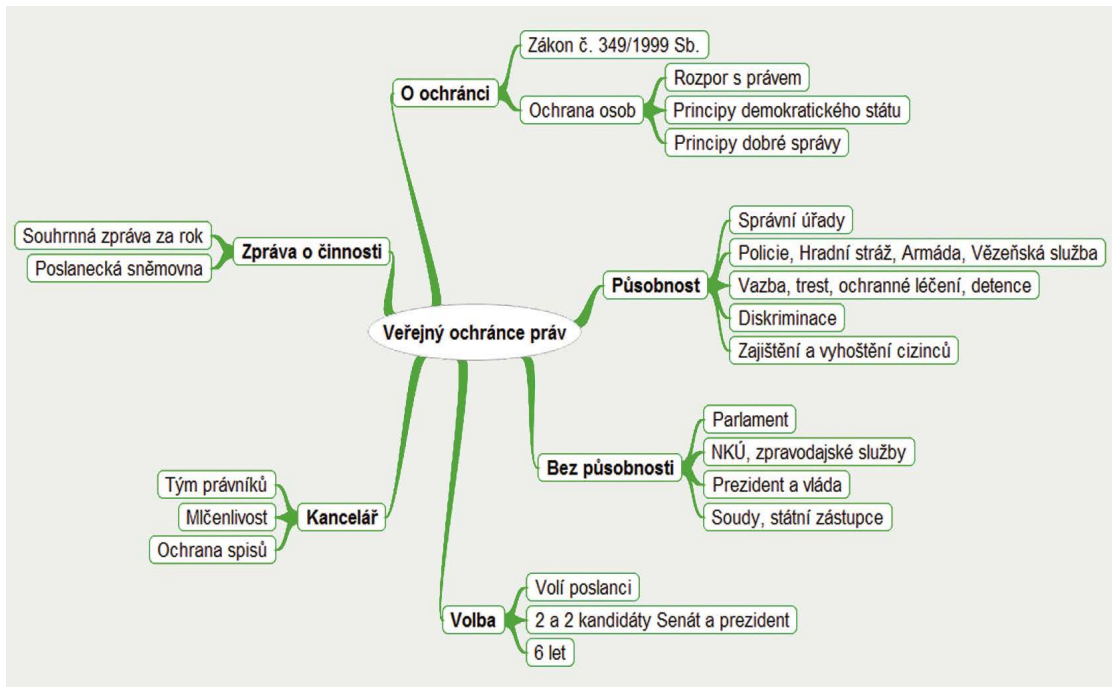 Veřejný ochránce práv
O ochránci
Zákon č. 349/1999 Sb.
Ochrana osob
Rozpor s právem
Principy demokratického státu
Principy dobré správy
Působnost
Správní úřady
Policie, Hradní stráž, Armáda, Vězeňská služba
Vazba, trest, ochranné léčení, detence
Diskriminace
Zajištění a vyhoštění cizinců
Bez působnosti
Parlament
NKÚ, zpravodajské služby
Prezident a vláda
Soudy, státní zástupce
Volba
Volí poslanci
2 a 2 kandidáty Senát a prezident
6 let
Kancelář
Tým právníků
Mlčenlivost
Ochrana spisů
Zpráva o činnosti
Souhrnná zpráva za rok
Poslanecká sněmovna